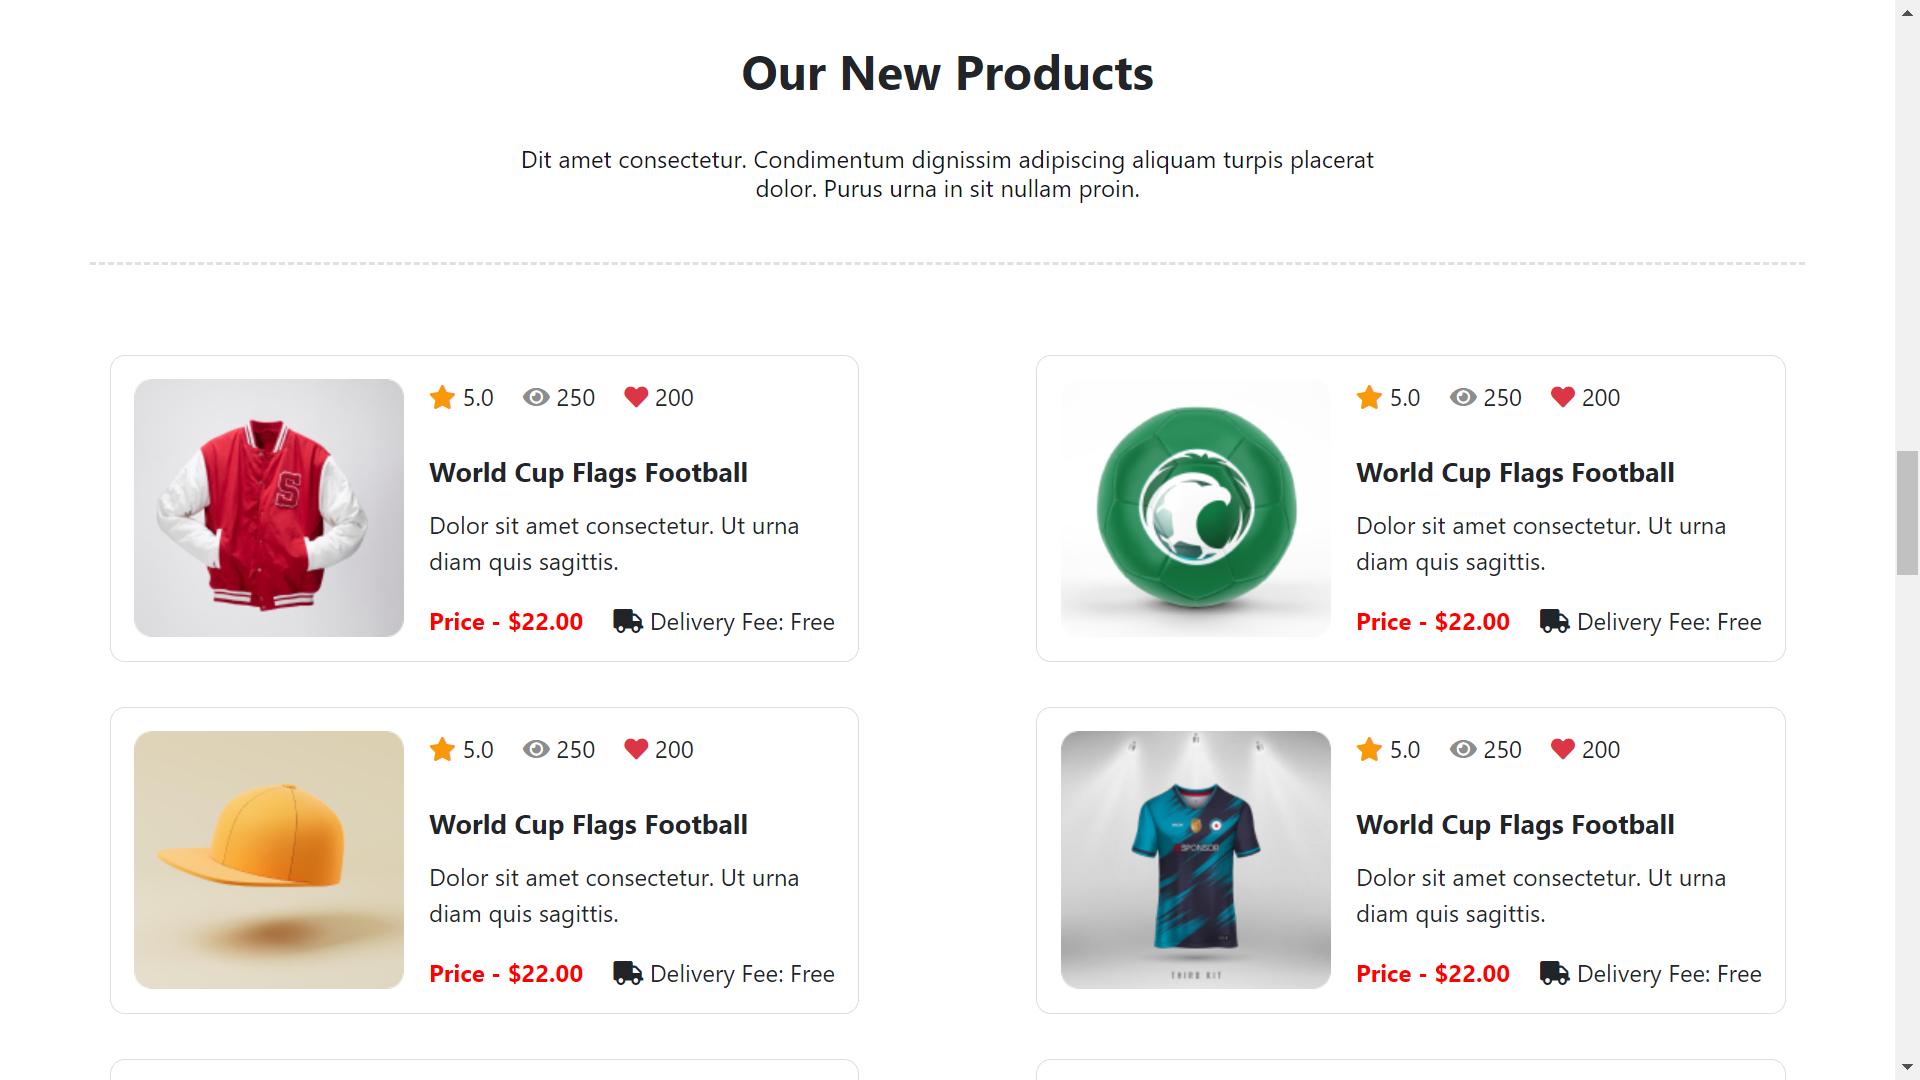 Our New Products
Dit amet consectetur. Condimentum dignissim adipiscing aliquam turpis placerat
dolor. Purus urna in sit nullam proin.
5.0 250 200
World Cup Flags Football
Dolor sit amet consectetur. Ut urna
diam quis sagittis.
Price - $22.00 Delivery Fee: Free
S
5.0 250 200
World Cup Flags Football
Dolor sit amet consectetur. Ut urna
diam quis sagittis.
Price - $22.00 Delivery Fee: Free
5.0 250 200
World Cup Flags Football
Dolor sit amet consectetur. Ut urna
diam quis sagittis.
Price - $22.00 Delivery Fee: Free
5.0 250 200
World Cup Flags Football
Dolor sit amet consectetur. Ut urna
diam quis sagittis.
Price - $22.00 Delivery Fee: Free
SPONSOR
THIRD KIT